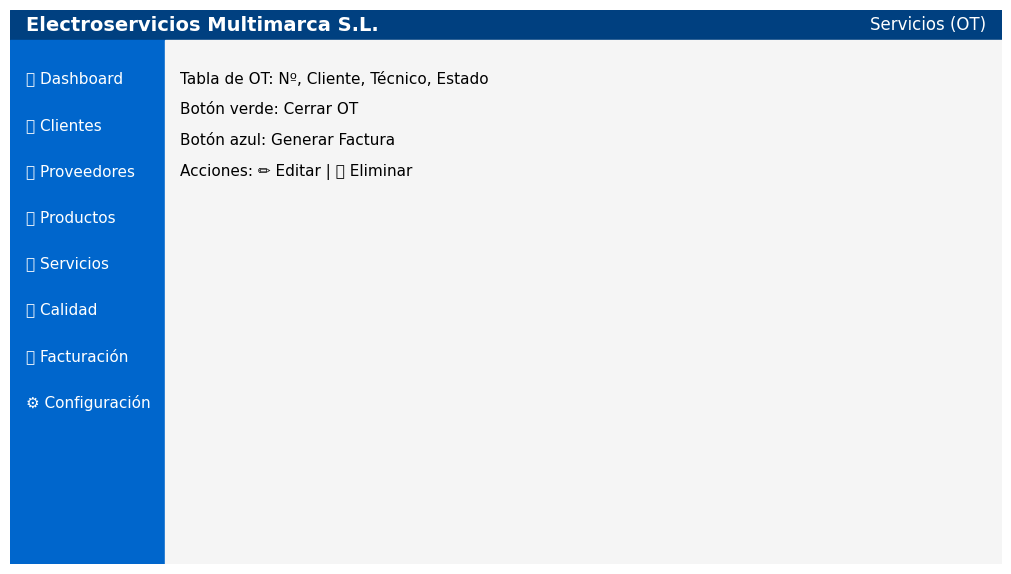 Electroservicios Multimarca S.L.
Servicios (OT)
Dashboard
Clientes
Proveedores
Productos
Servicios
Calidad
Facturación
⚙ Configuración
Tabla de OT: Nº, Cliente, Técnico, Estado
Botón verde: Cerrar OT
Botón azul: Generar Factura
Acciones: ✏ Editar | Eliminar